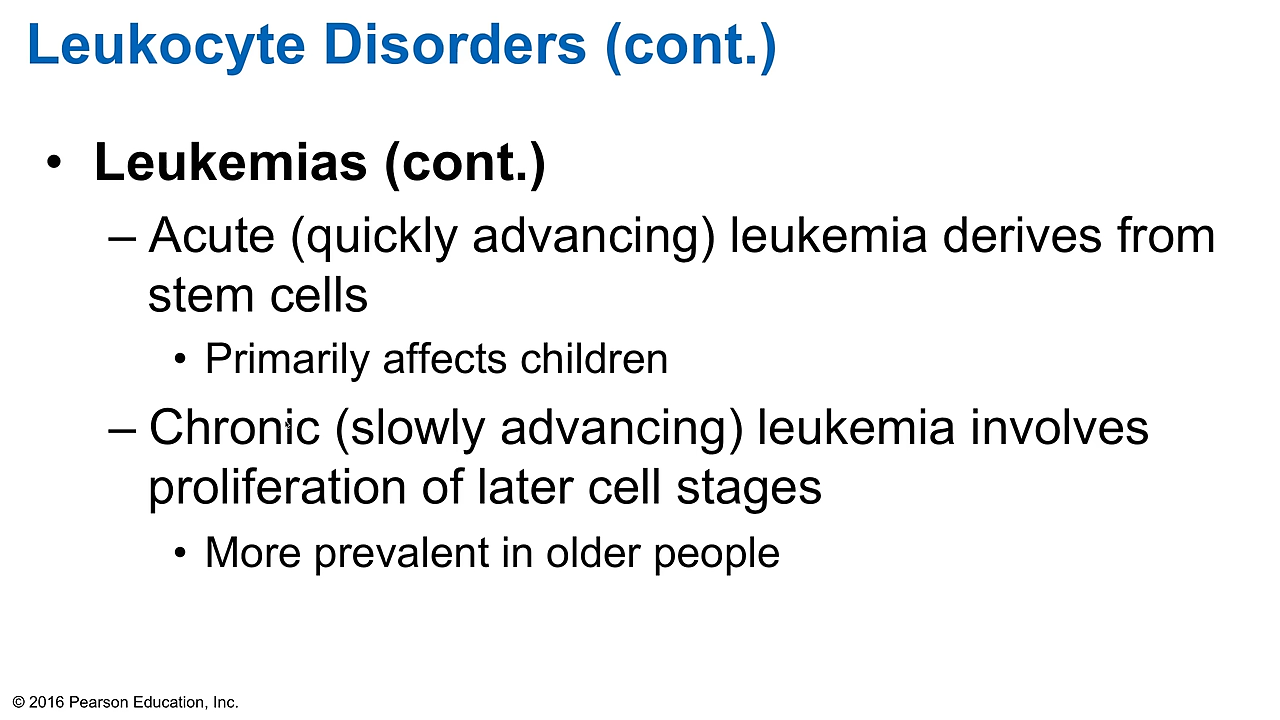 Leukocyte Disorders (cont.)
• Leukemias (cont.)
– Acute (quickly advancing) leukemia derives from
stem cells
• Primarily affects children
– Chronic (slowly advancing) leukemia involves
proliferation of later cell stages
• More prevalent in older people
© 2016 Pearson Education, Inc.